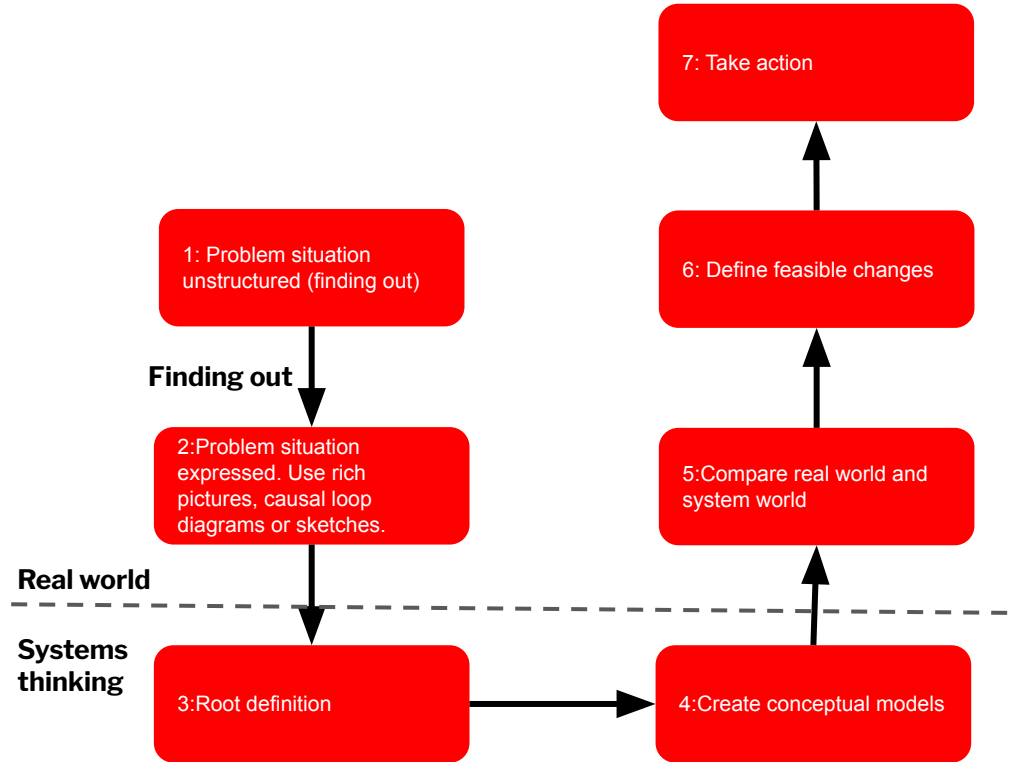 7: Take action
1: Problem situation
unstructured (finding out)
6: Define feasible changes
Finding out
2:Problem situation
expressed. Use rich
pictures, causal loop
diagrams or sketches.
5:Compare real world and
system world
Real world
Systems
thinking
3:Root definition
4:Create conceptual models